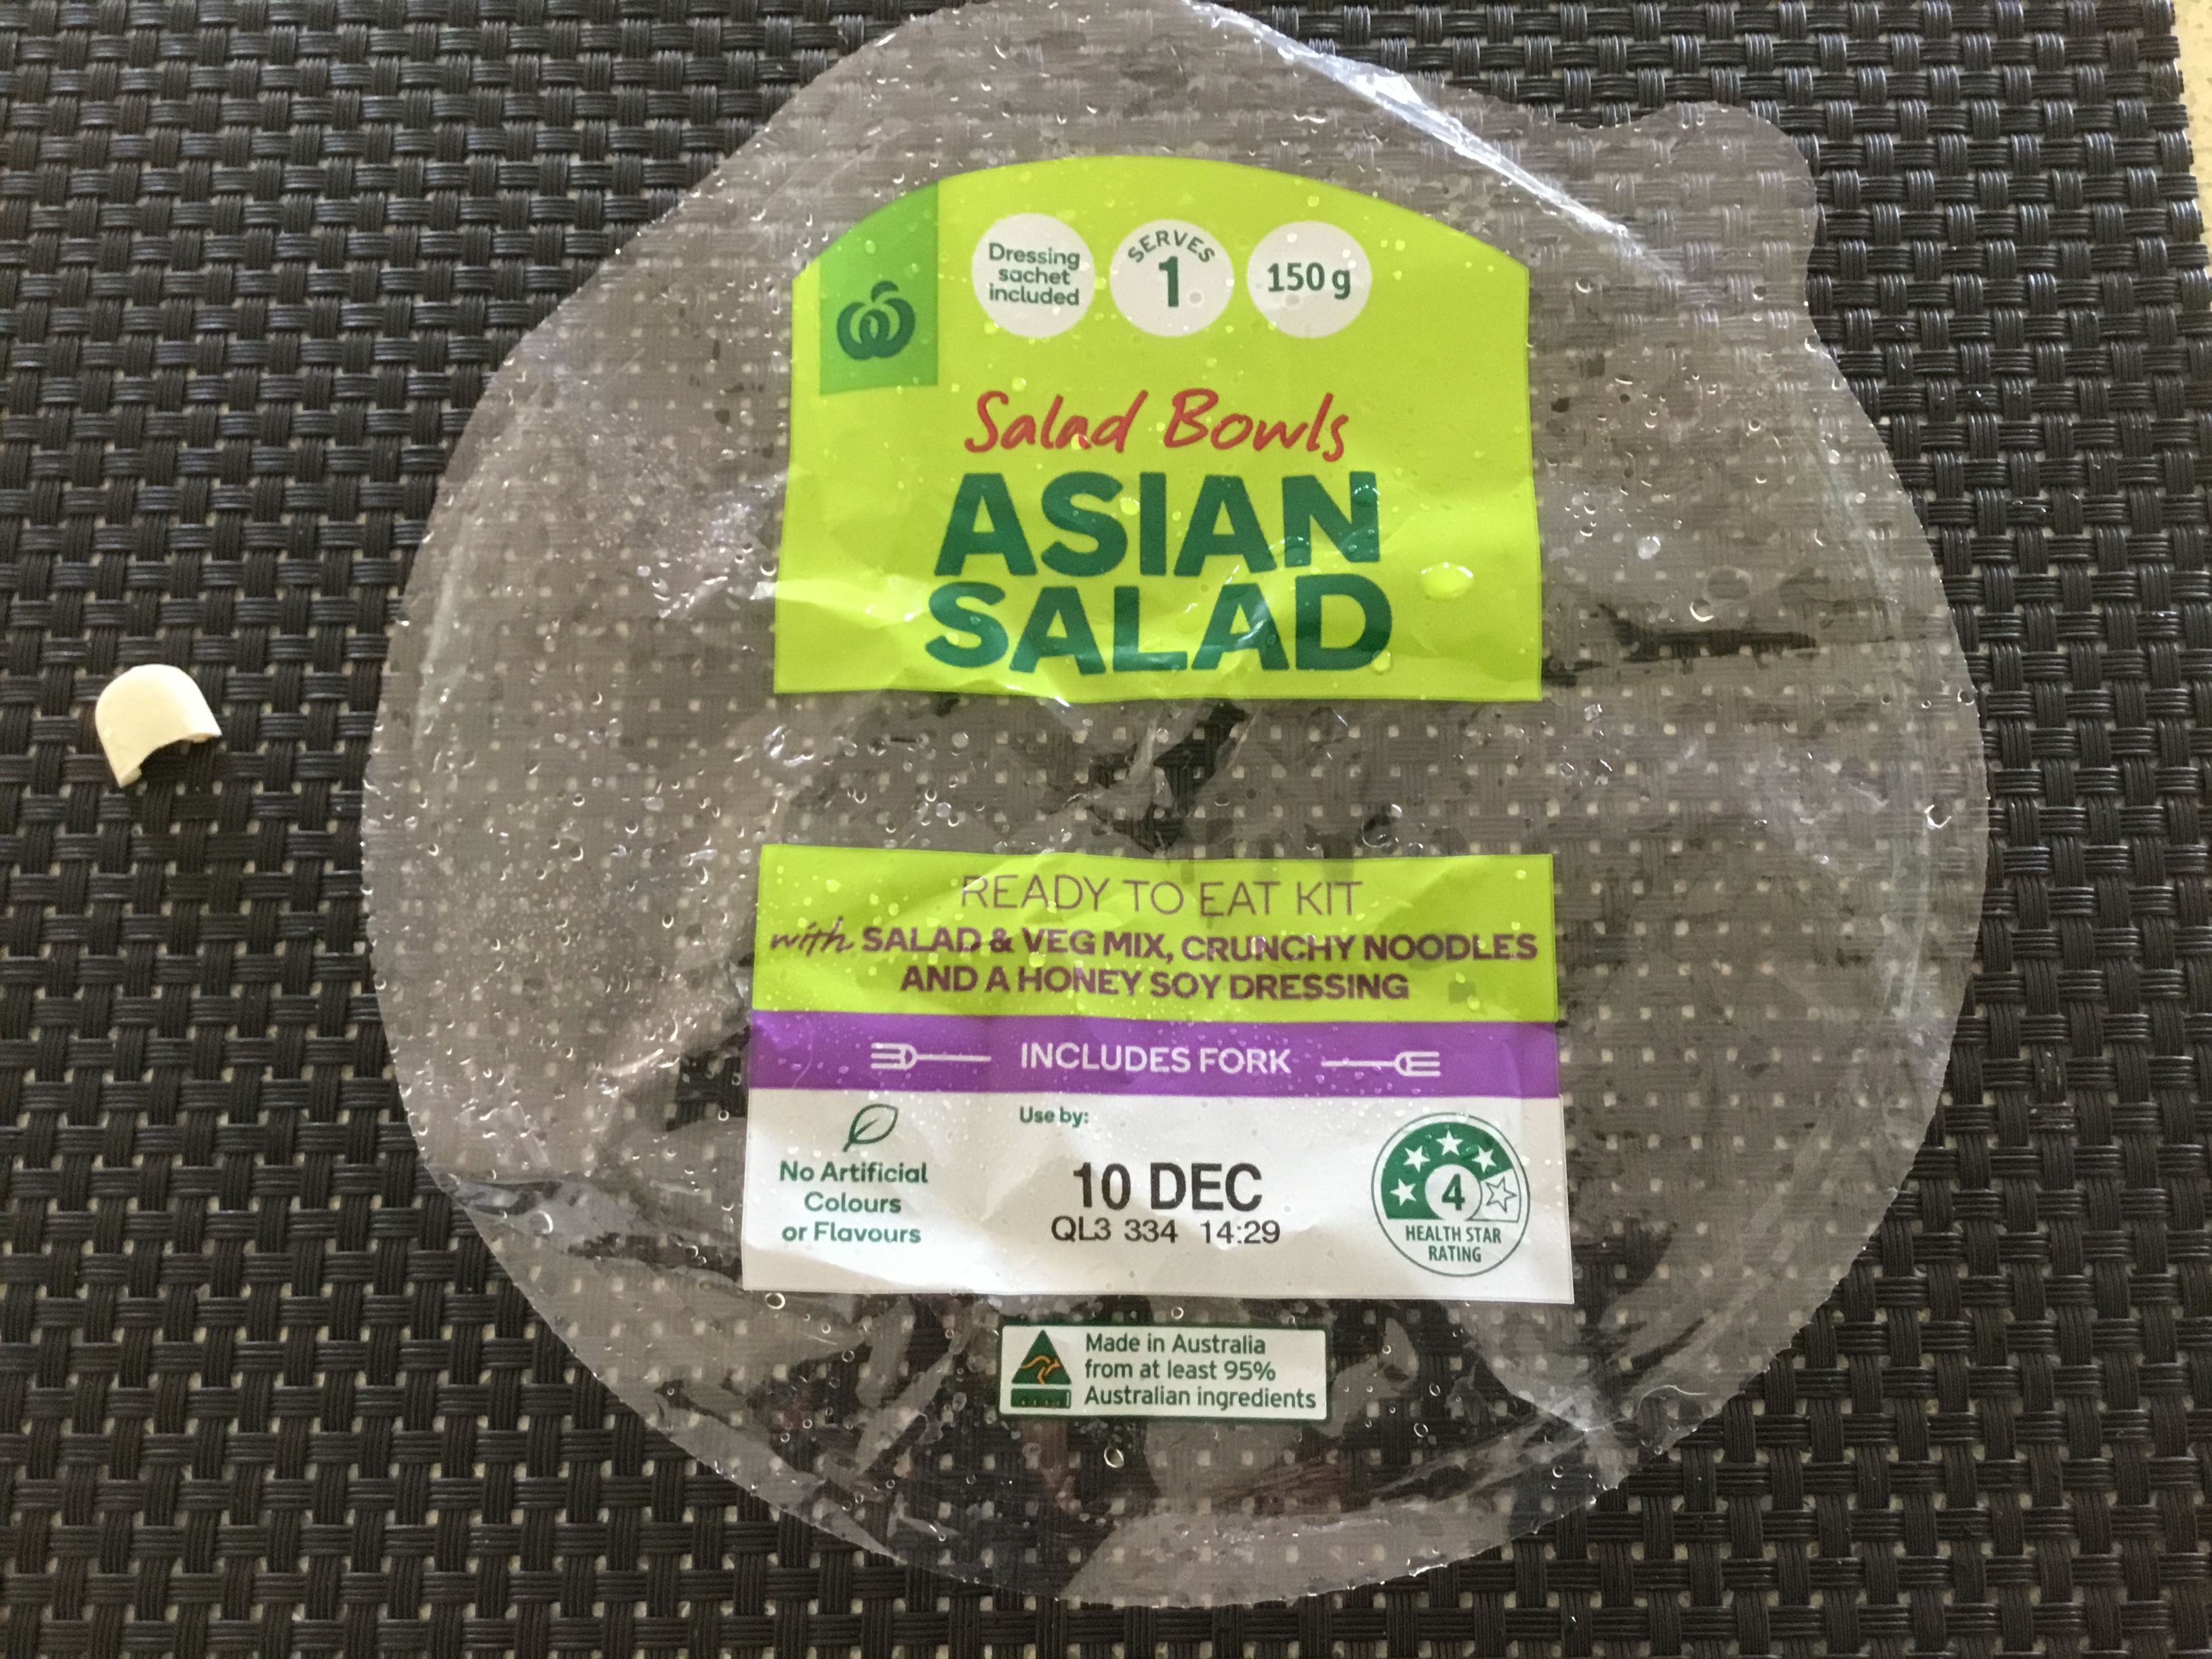 Dressing
sachet
included
SERVES
1
150 g
Salad Bowls
ASIAN
SALAD
READY TO EAT KIT
with SALAD & VEG MIX, CRUNCHY NOODLES
AND A HONEY SOY DRESSING
INCLUDES FORK
No Artificial
Colours
or Flavours
Use by:
10 DEC
QL3 334 14:29
4
HEALTH STAR
RATING
Made in Australia
from at least 95%
Australian ingredients